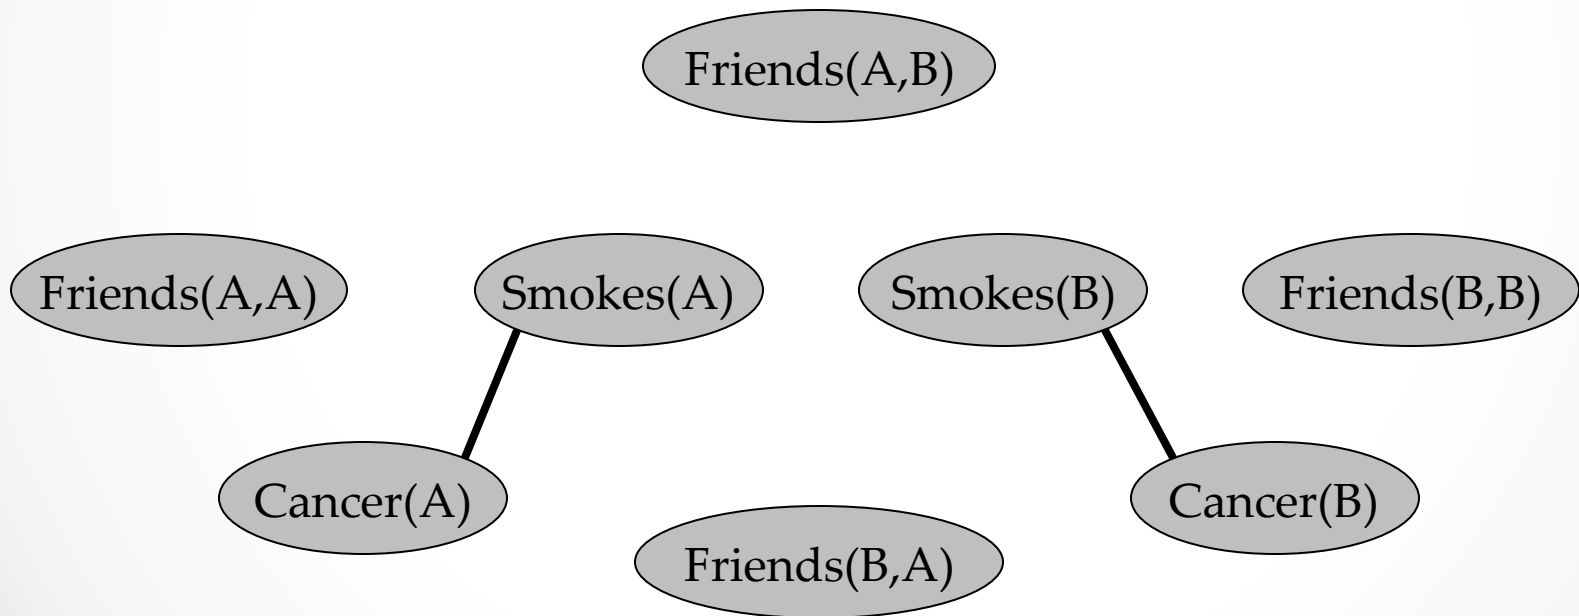 Friends(A,B)
Friends(A,A)
Smokes(A)
Smokes(B)
Friends(B,B)
Cancer(A)
Cancer(B)
Friends(B,A)